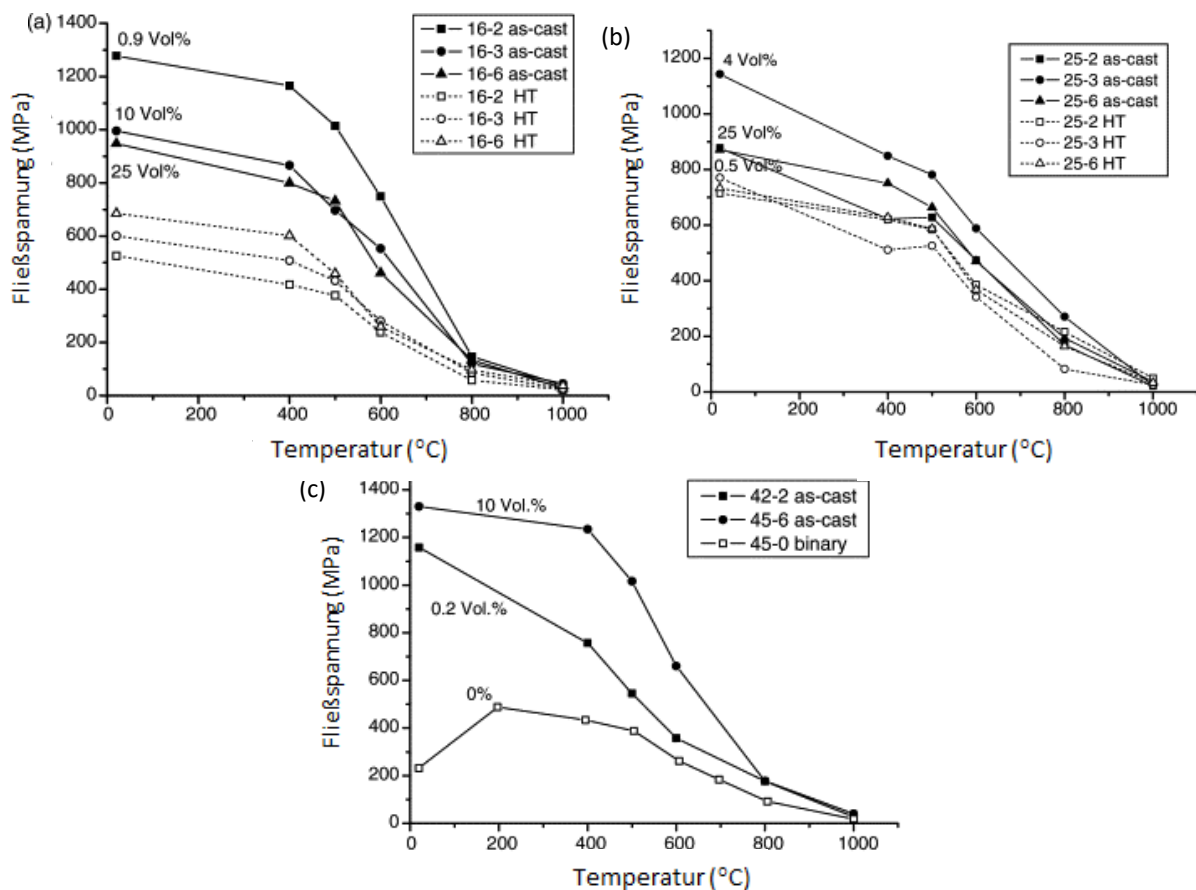 (a)
1400
1200
1000
800
600
400
200
0
Fließspannung (MPa)
0.9 Vol%
10 Vol%
25 Vol%
16-2 as-cast
16-3 as-cast
16-6 as-cast
16-2 HT
16-3 HT
16-6 HT
0 200 400 600 800 1000
Temperatur (°C)
(b)
1200
1000
800
600
400
200
0
Fließspannung (MPa)
4 Vol%
25 Vol%
0.5 Vol%
25-2 as-cast
25-3 as-cast
25-6 as-cast
25-2 HT
25-3 HT
25-6 HT
0 200 400 600 800 1000
Temperatur (°C)
(c)
1400
1200
1000
800
600
400
200
0
Fließspannung (MPa)
10 Vol.%
0.2 Vol.%
0%
42-2 as-cast
45-6 as-cast
45-0 binary
0 200 400 600 800 1000
Temperatur (°C)